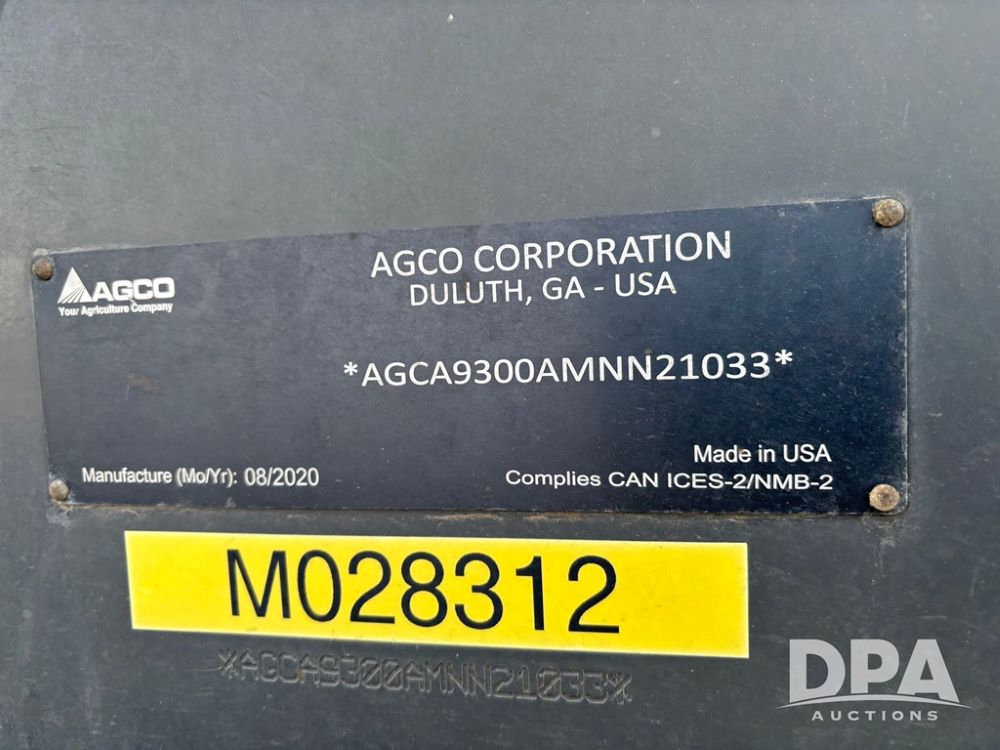 AGCO
Your Agriculture Company
AGCO CORPORATION
DULUTH, GA - USA
*AGCA9300AMNN21033*
Made in USA
Manufacture (Mo/Yr): 08/2020
Complies CAN ICES-2/NMB-2
M028312
*AGCA9300AMNN21033*
DPA
AUCTIONS